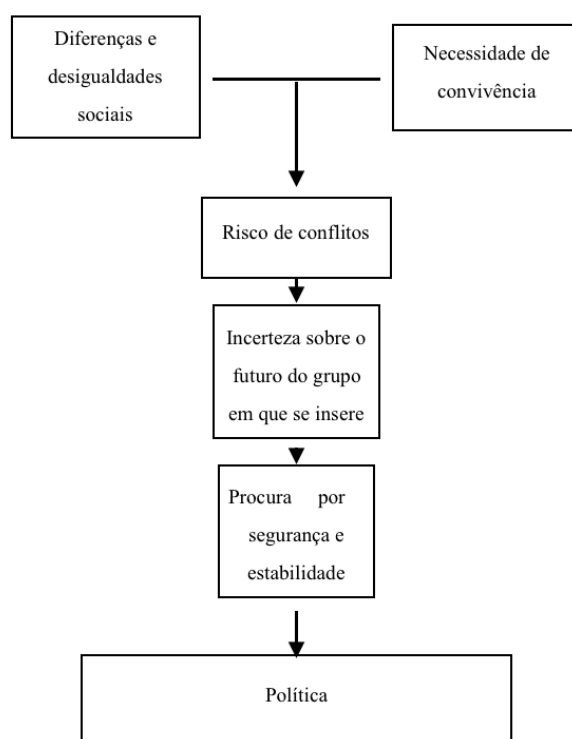 Diferenças e
desigualdades
sociais
Necessidade de
convivência
Risco de conflitos
Incerteza sobre o
futuro do grupo
em que se insere
Procura por
segurança e
estabilidade
Política